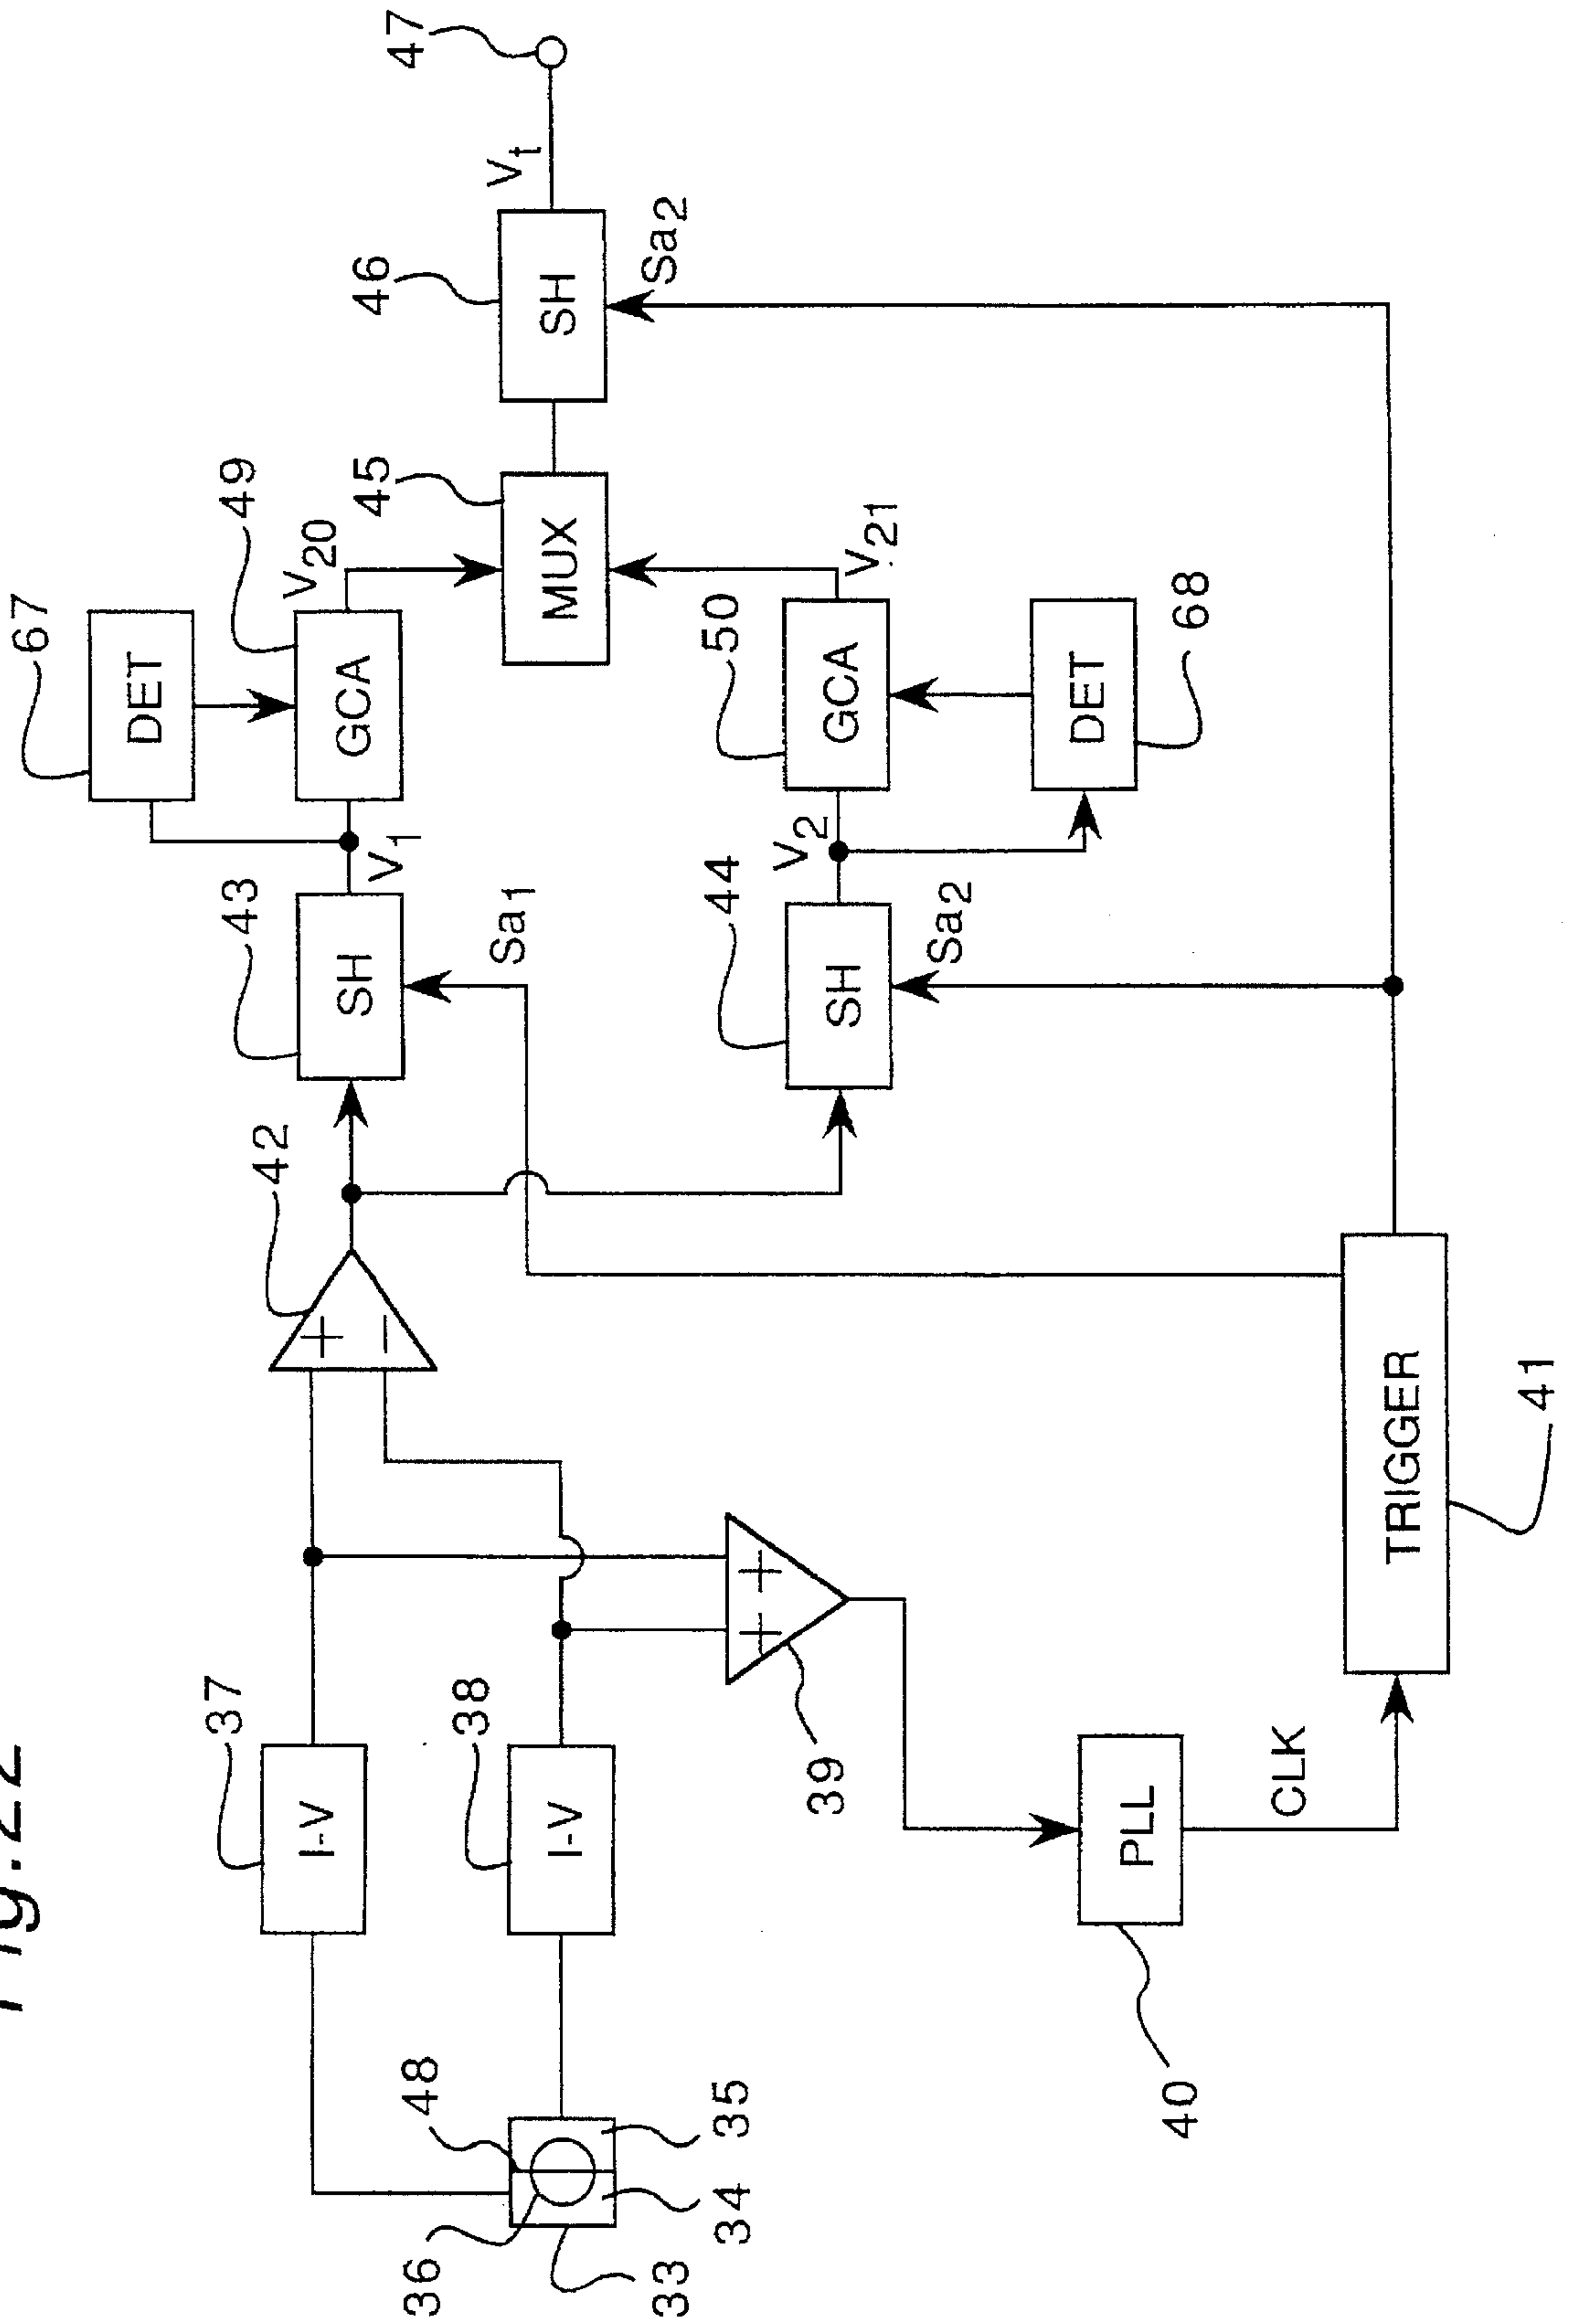 Fig. 22
37
I-V
38
I-V
48
36
35
34
33
39
+
+
40
PLL
CLK
41
TRIGGER
42
+
−
43
SH
V1
Sa1
67
DET
49
GCA
V20
44
SH
V2
Sa2
50
GCA
V21
68
DET
45
MUX
46
SH
Sa2
Vt
47